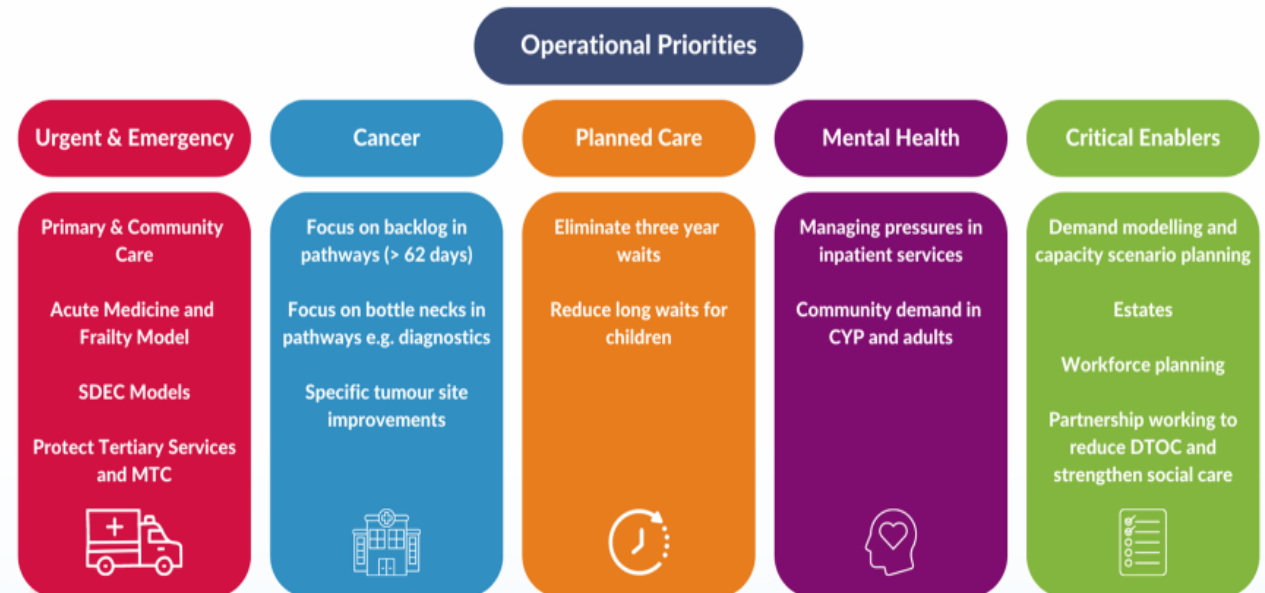 Operational Priorities
Urgent & Emergency
Primary & Community
Care
Acute Medicine and
Frailty Model
SDEC Models
Protect Tertiary Services
and MTC
Cancer
Focus on backlog in
pathways (> 62 days)
Focus on bottle necks in
pathways e.g. diagnostics
Specific tumour site
improvements
Planned Care
Eliminate three year
waits
Reduce long waits for
children
Mental Health
Managing pressures in
inpatient services
Community demand in
CYP and adults
Critical Enablers
Demand modelling and
capacity scenario planning
Estates
Workforce planning
Partnership working to
reduce DTOC and
strengthen social care